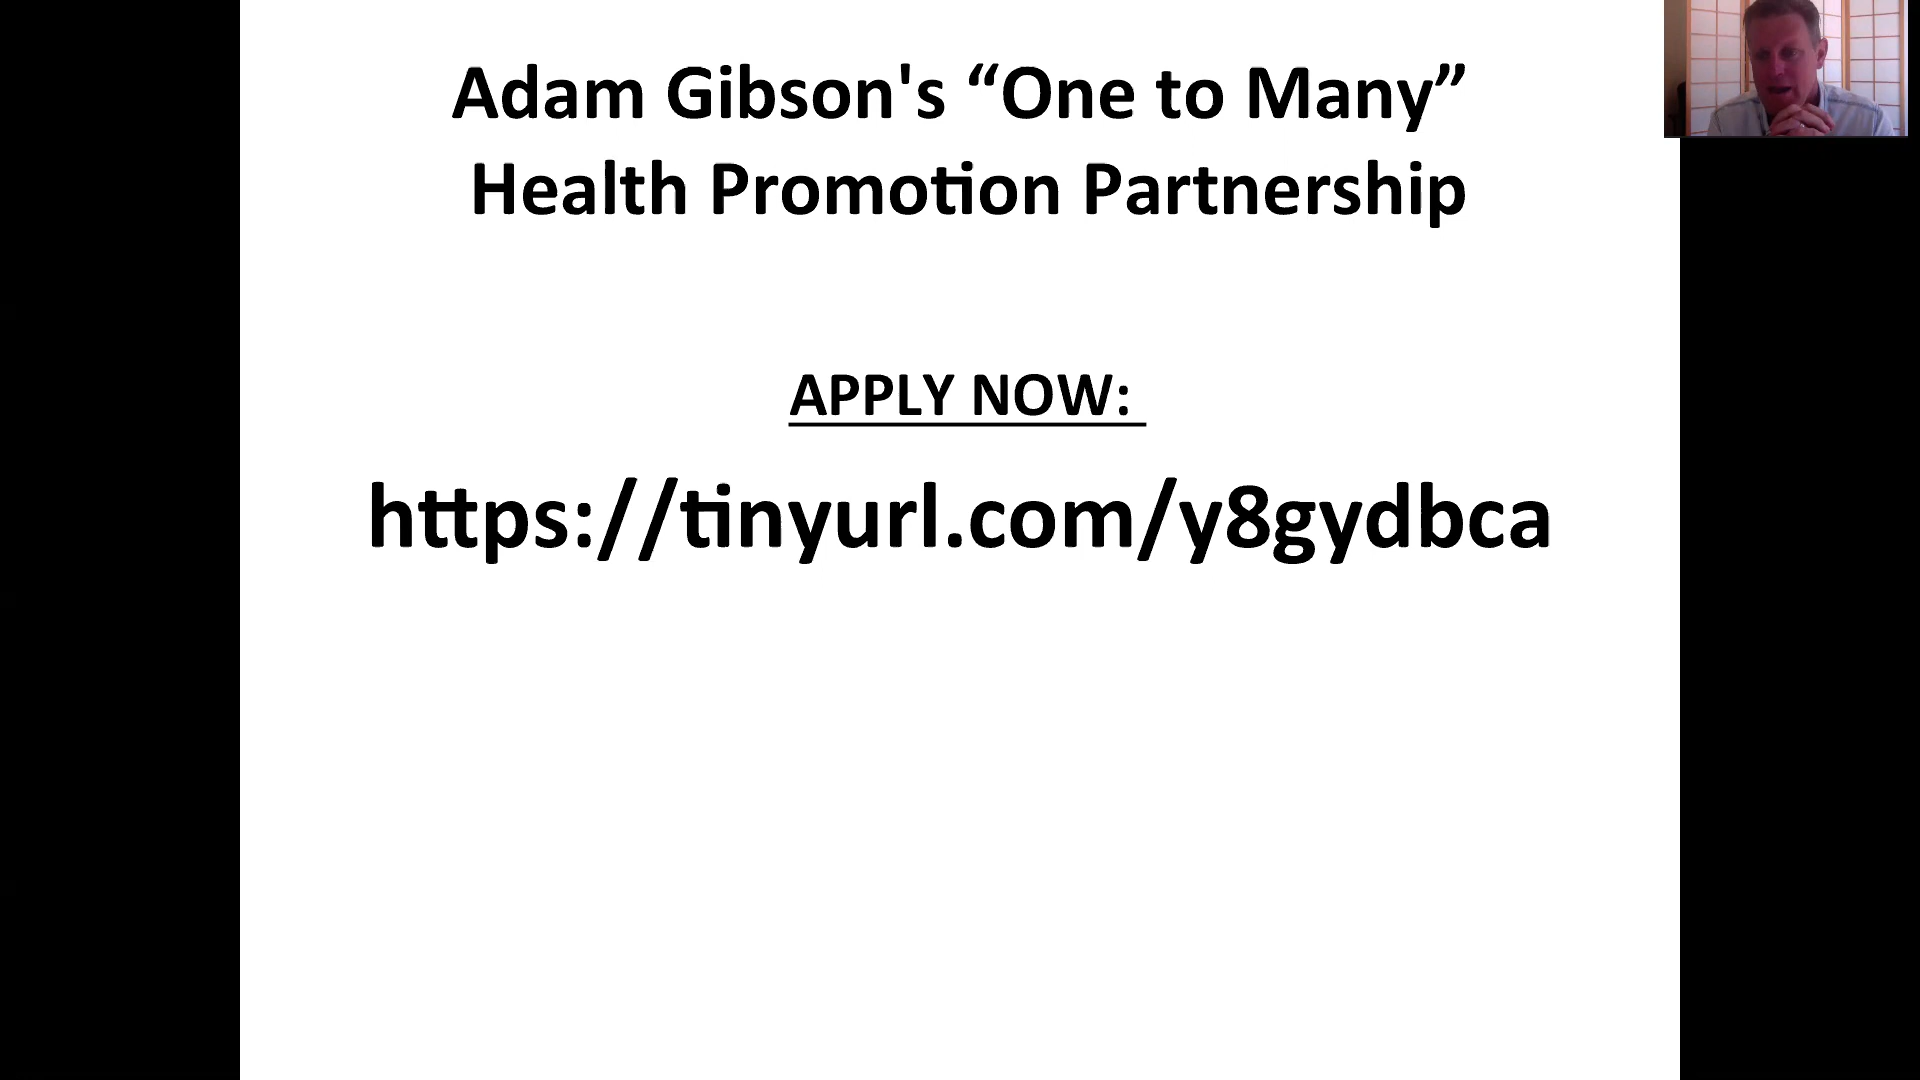 Adam Gibson's “One to Many”
Health Promotion Partnership
APPLY NOW:
https://tinyurl.com/y8gydbca